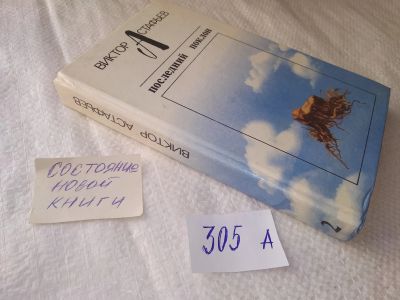 ВИКТОР АСТАФЬЕВ
последний поклон
ВИКТОР АСТАФЬЕВ
2
СОСТОЯНИЕ
НОВОЙ
КНИГИ
305 А